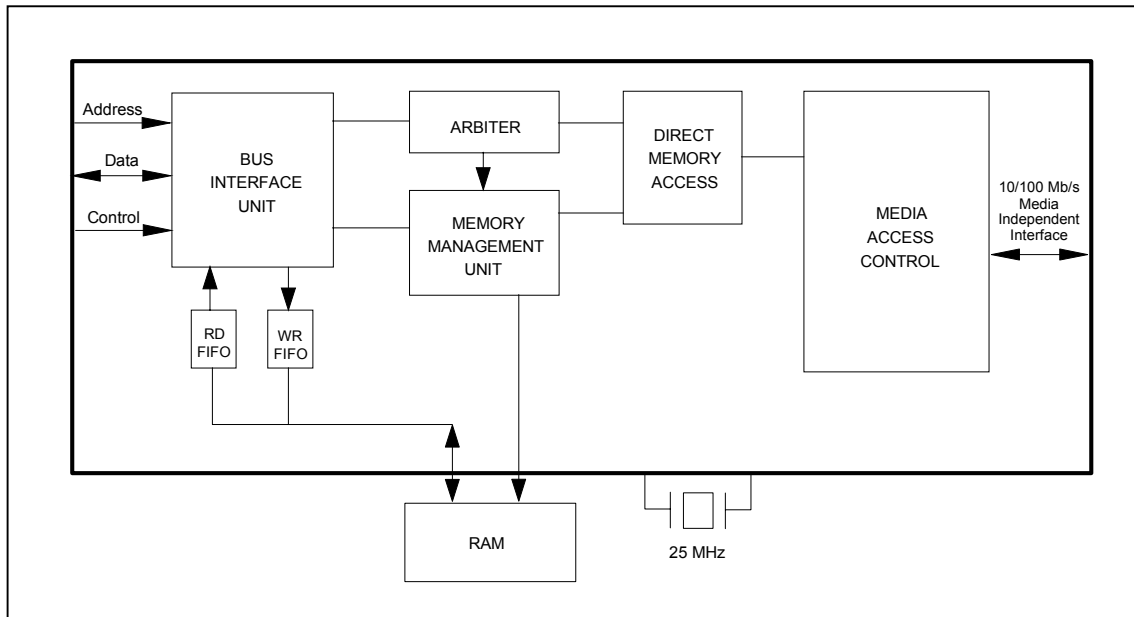 Address
Data
Control
BUS
INTERFACE
UNIT
RD
FIFO
WR
FIFO
ARBITER
MEMORY
MANAGEMENT
UNIT
DIRECT
MEMORY
ACCESS
MEDIA
ACCESS
CONTROL
10/100 Mb/s
Media
Independent
Interface
RAM
25 MHz